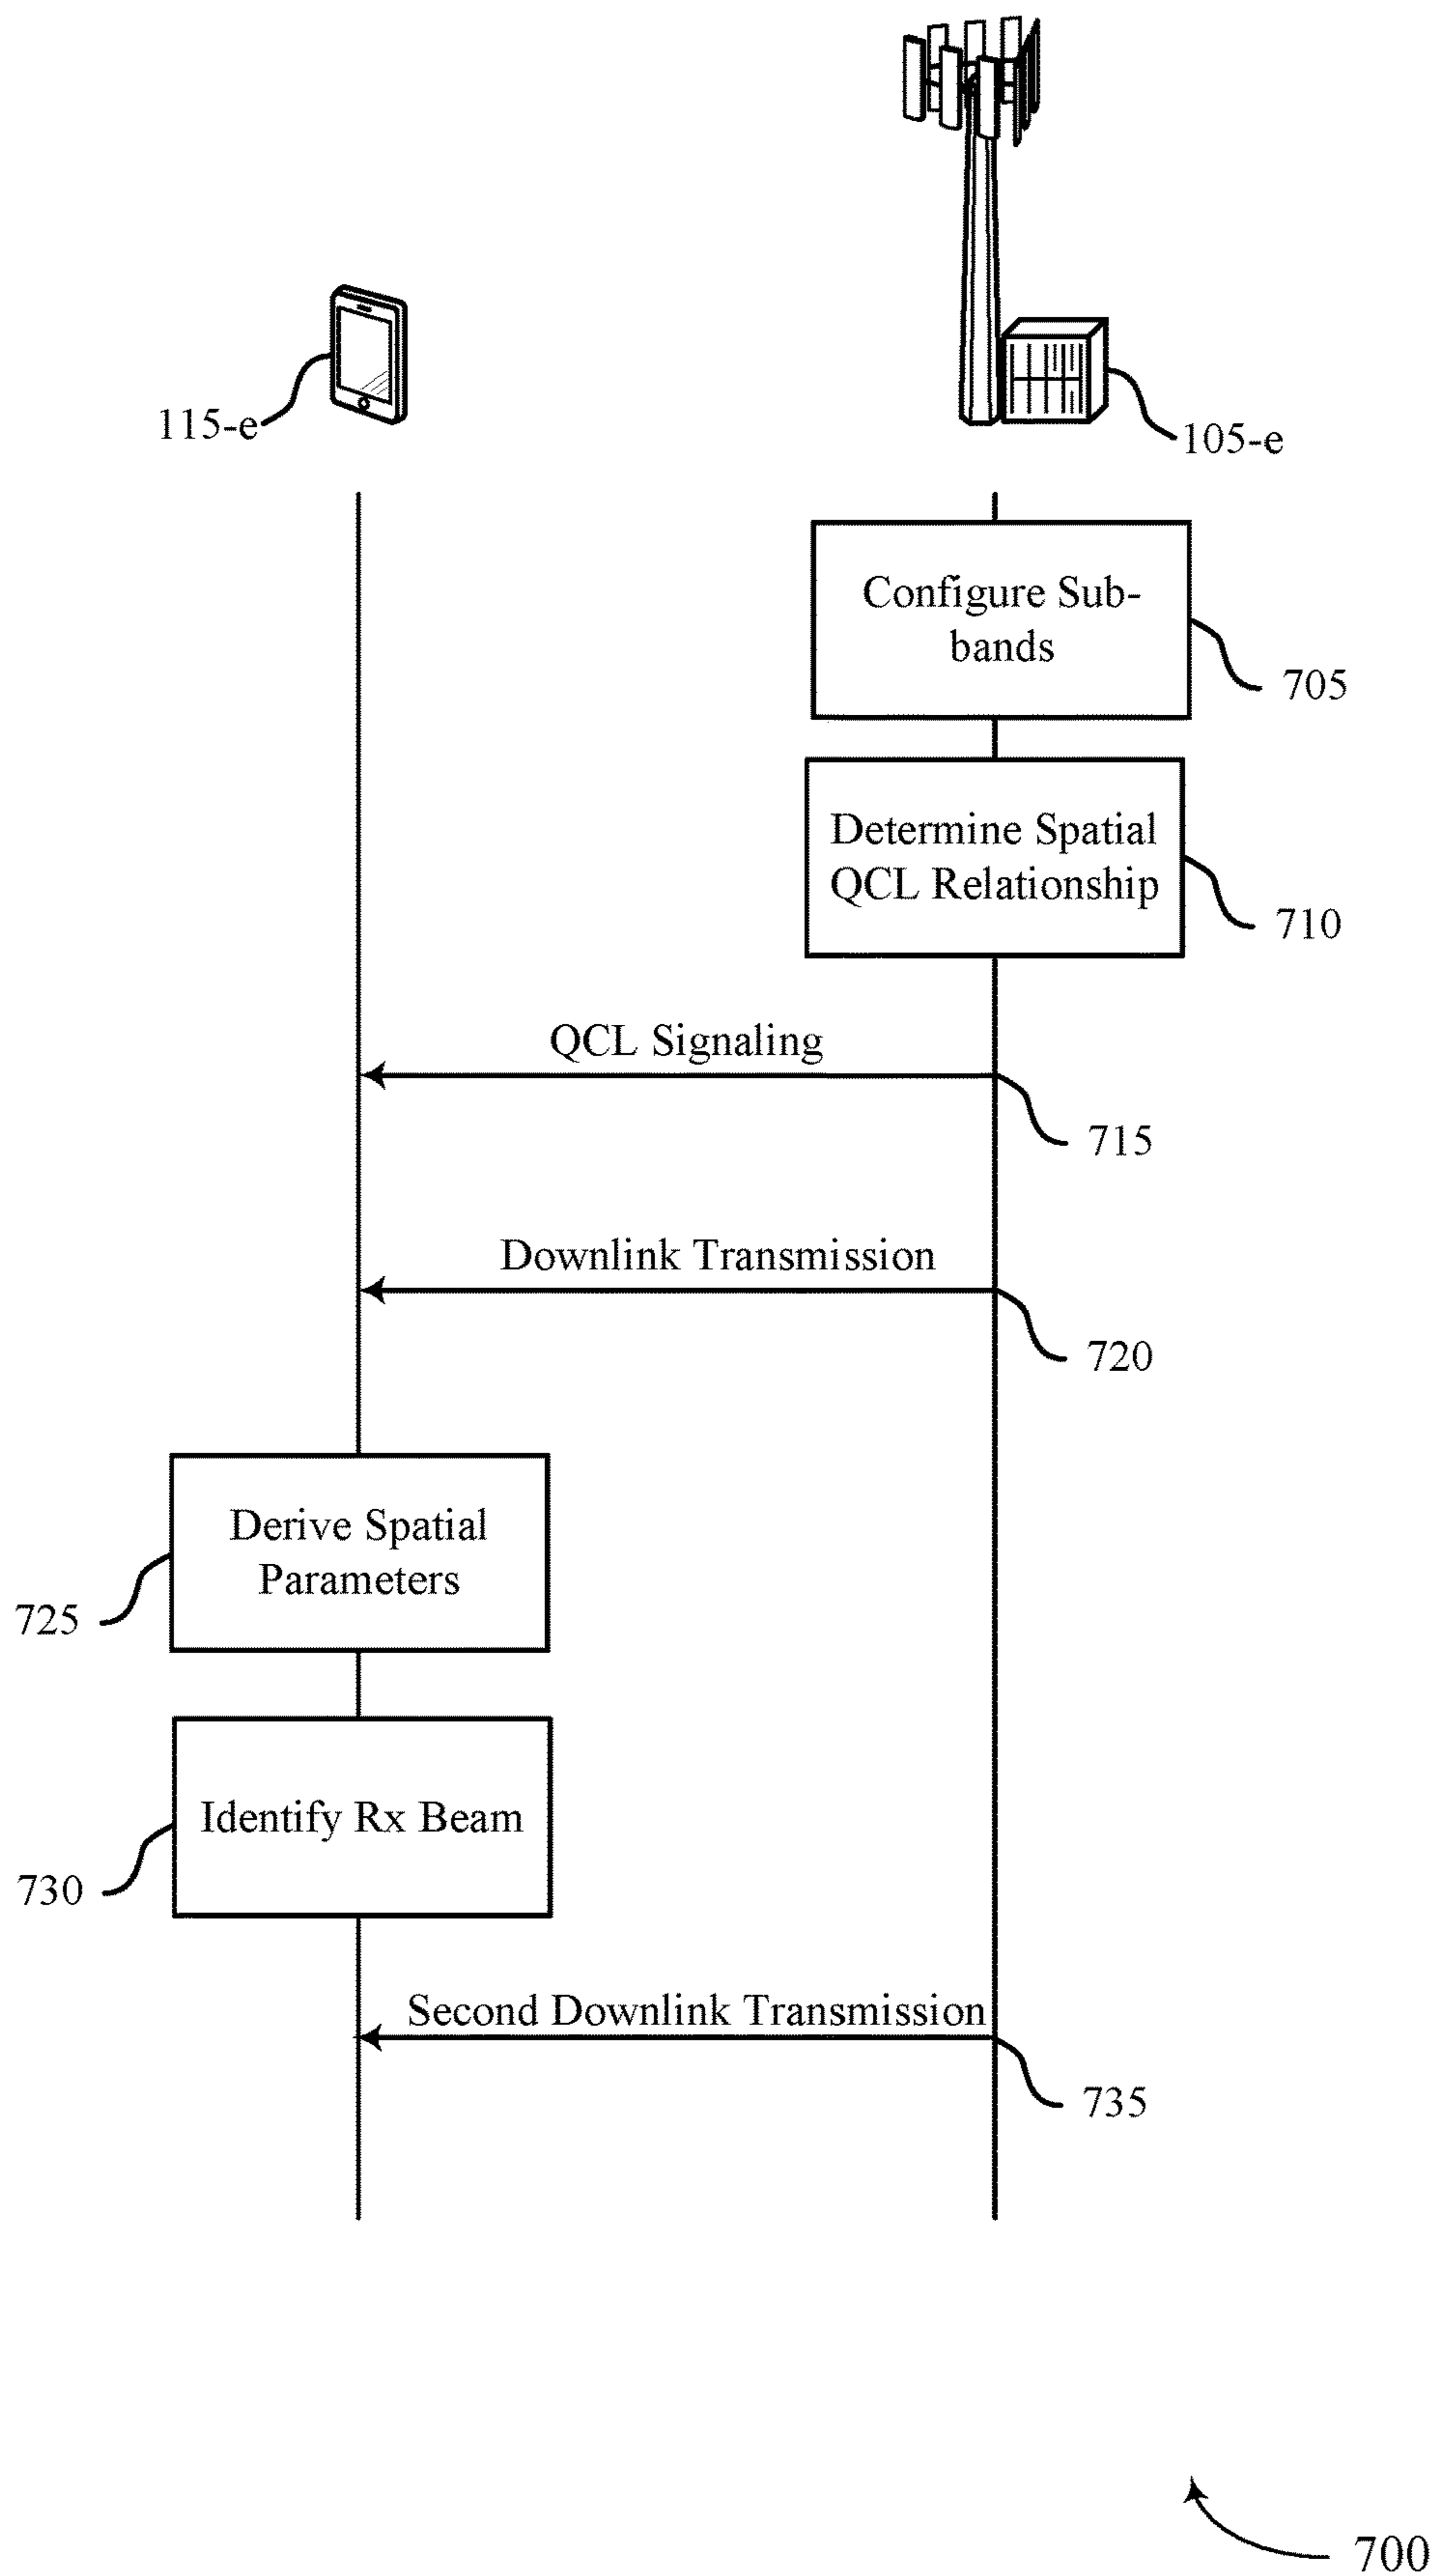 115-e
105-e
Configure Sub-
bands
705
Determine Spatial
QCL Relationship
710
QCL Signaling
715
Downlink Transmission
720
Derive Spatial
Parameters
725
Identify Rx Beam
730
Second Downlink Transmission
735
700